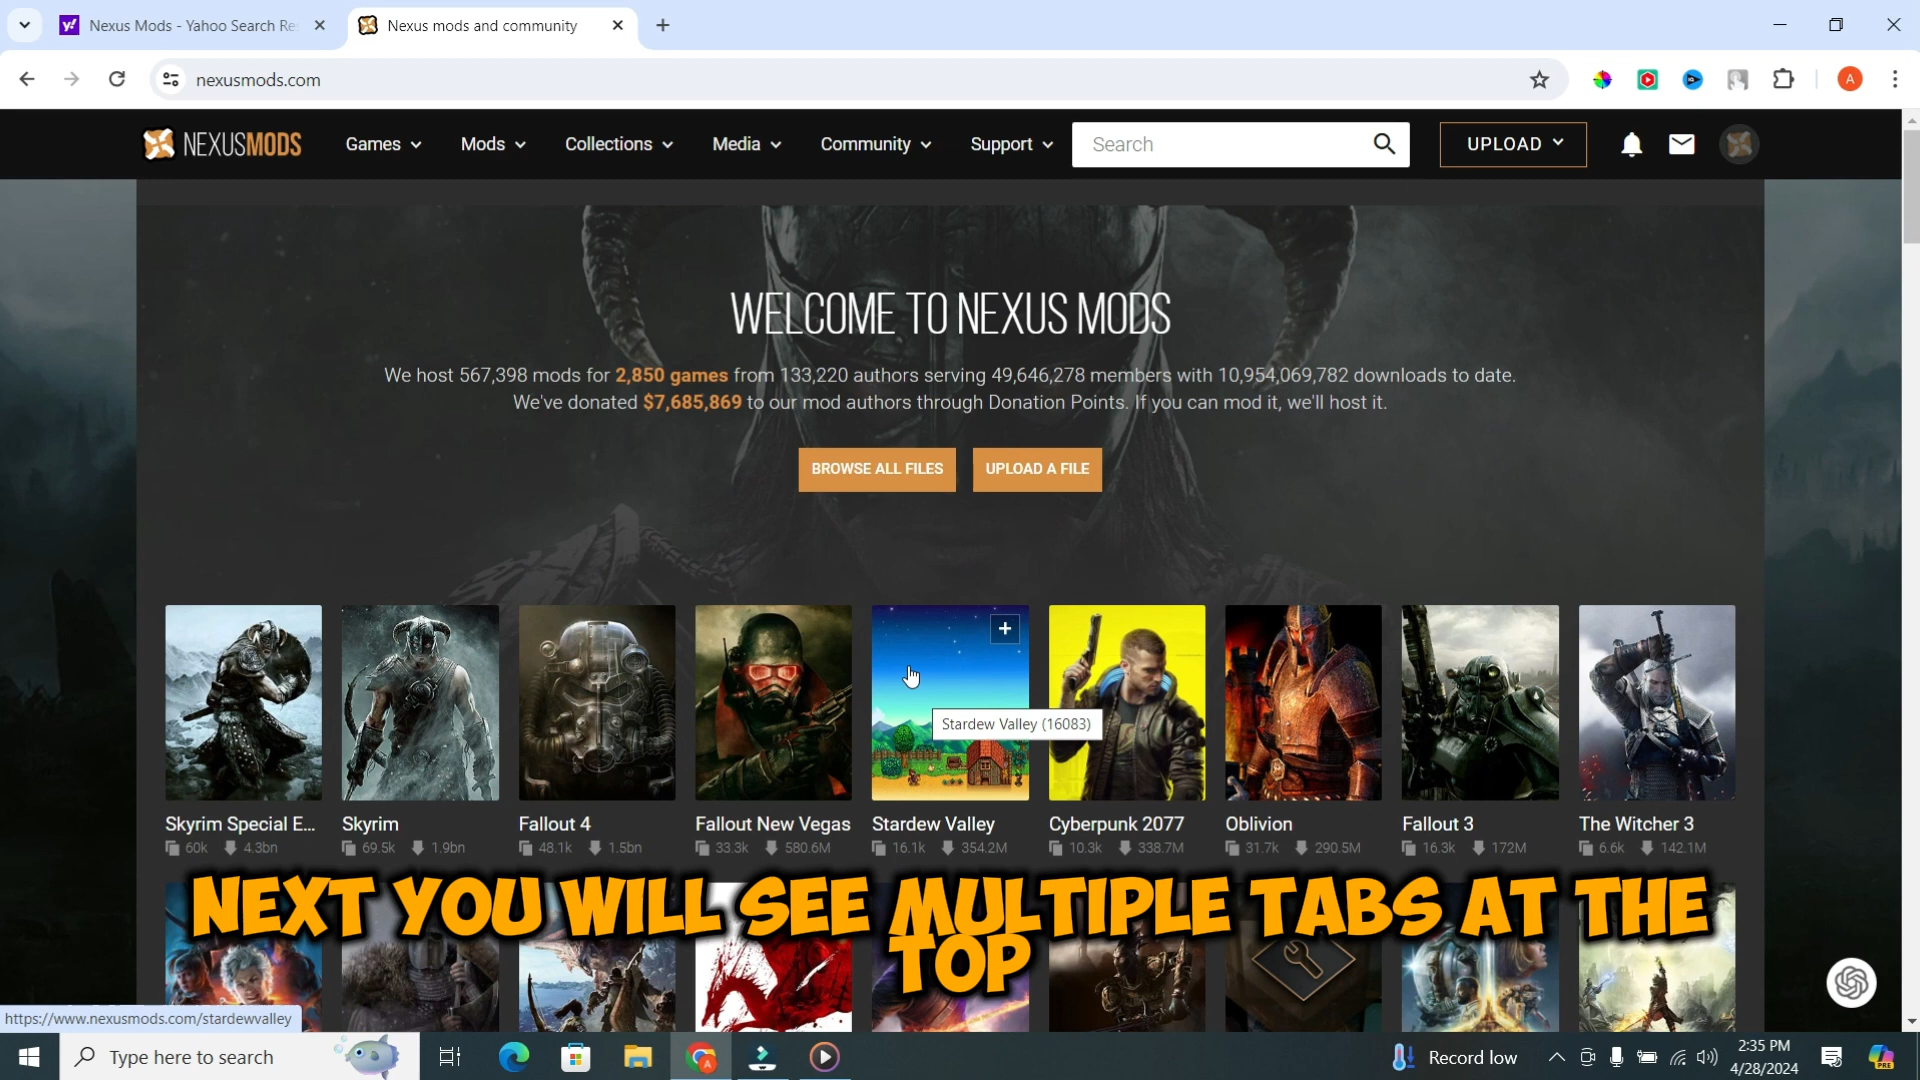 Nexus Mods - Yahoo Search Re
Nexus mods and community
nexusmods.com
A
NEXUSMODS
Games
Mods
Collections
Media
Community
Support
Search
UPLOAD
WELCOME TO NEXUS MODS
We host 567,398 mods for 2,850 games from 133,220 authors serving 49,646,278 members with 10,954,069,782 downloads to date.
We've donated $7,685,869 to our mod authors through Donation Points. If you can mod it, we'll host it.
BROWSE ALL FILES
UPLOAD A FILE
Stardew Valley (16083)
Skyrim Special E...
Skyrim
Fallout 4
Fallout New Vegas
Stardew Valley
Cyberpunk 2077
Oblivion
Fallout 3
The Witcher 3
60k 4.3bn
69.5k 1.9bn
48.1k 1.5bn
33.3k 580.6M
16.1k 354.2M
10.3k 338.7M
31.7k 290.5M
16.3k 172M
6.6k 142.1M
NEXT YOU WILL SEE MULTIPLE TABS AT THE
TOP
https://www.nexusmods.com/stardewvalley
Type here to search
Record low
2:35 PM
4/28/2024
PRE